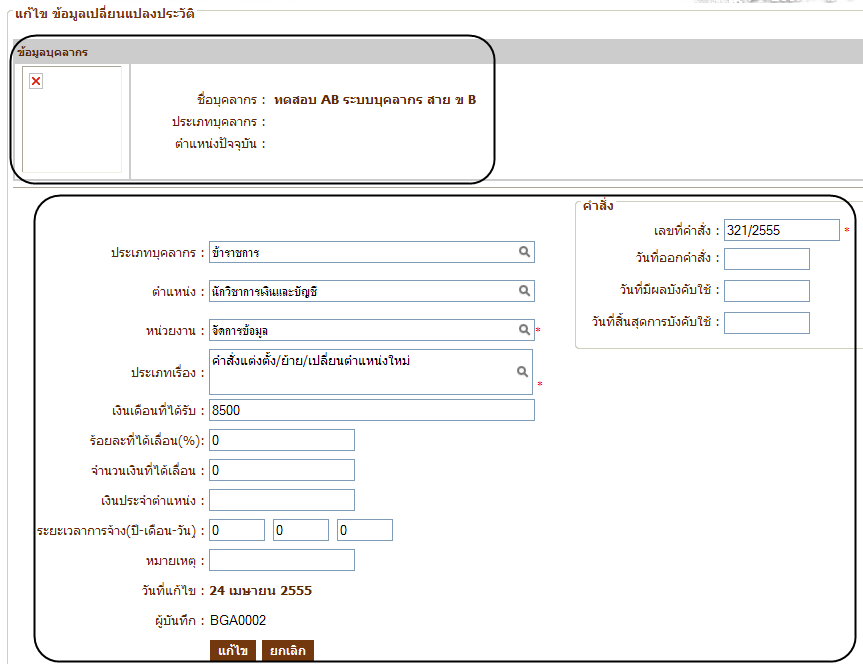 แก้ไข ข้อมูลเปลี่ยนแปลงประวัติ
ข้อมูลบุคลากร
ชื่อบุคลากร : ทดสอบ AB ระบบบุคลากร สาย ข B
ประเภทบุคลากร :
ตำแหน่งปัจจุบัน :
คำสั่ง
เลขที่คำสั่ง : 321/2555 *
วันที่ออกคำสั่ง :
วันที่มีผลบังคับใช้ :
วันที่สิ้นสุดการบังคับใช้ :
ประเภทบุคลากร : ข้าราชการ
ตำแหน่ง : นักวิชาการเงินและบัญชี
หน่วยงาน : จัดการข้อมูล *
ประเภทเรื่อง : คำสั่งแต่งตั้ง/ย้าย/เปลี่ยนตำแหน่งใหม่ *
เงินเดือนที่ได้รับ : 8500
ร้อยละที่ได้เลื่อน(%): 0
จำนวนเงินที่ได้เลื่อน : 0
เงินประจำตำแหน่ง :
ระยะเวลาการจ้าง(ปี-เดือน-วัน) : 0 0 0
หมายเหตุ :
วันที่แก้ไข : 24 เมษายน 2555
ผู้บันทึก : BGA0002
แก้ไข ยกเลิก